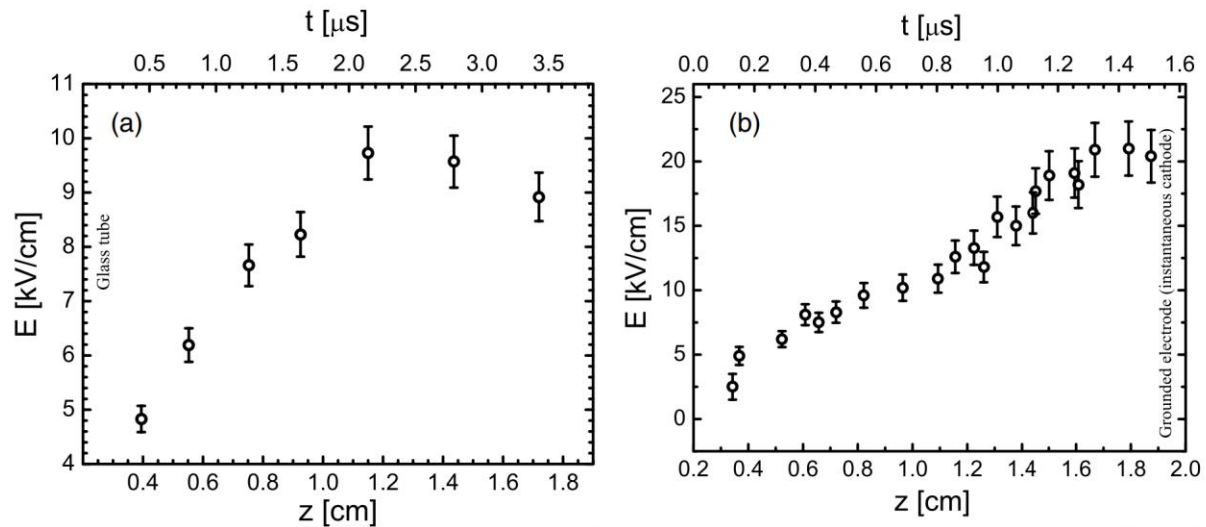 t [μs]
0.5 1.0 1.5 2.0 2.5 3.0 3.5
11
10
9
8
7
6
5
4
E [kV/cm]
(a)
Glass tube
0.4 0.6 0.8 1.0 1.2 1.4 1.6 1.8
z [cm]
t [μs]
0.0 0.2 0.4 0.6 0.8 1.0 1.2 1.4 1.6
25
20
15
10
5
0
E [kV/cm]
(b)
Grounded electrode (instantaneous cathode)
0.2 0.4 0.6 0.8 1.0 1.2 1.4 1.6 1.8 2.0
z [cm]